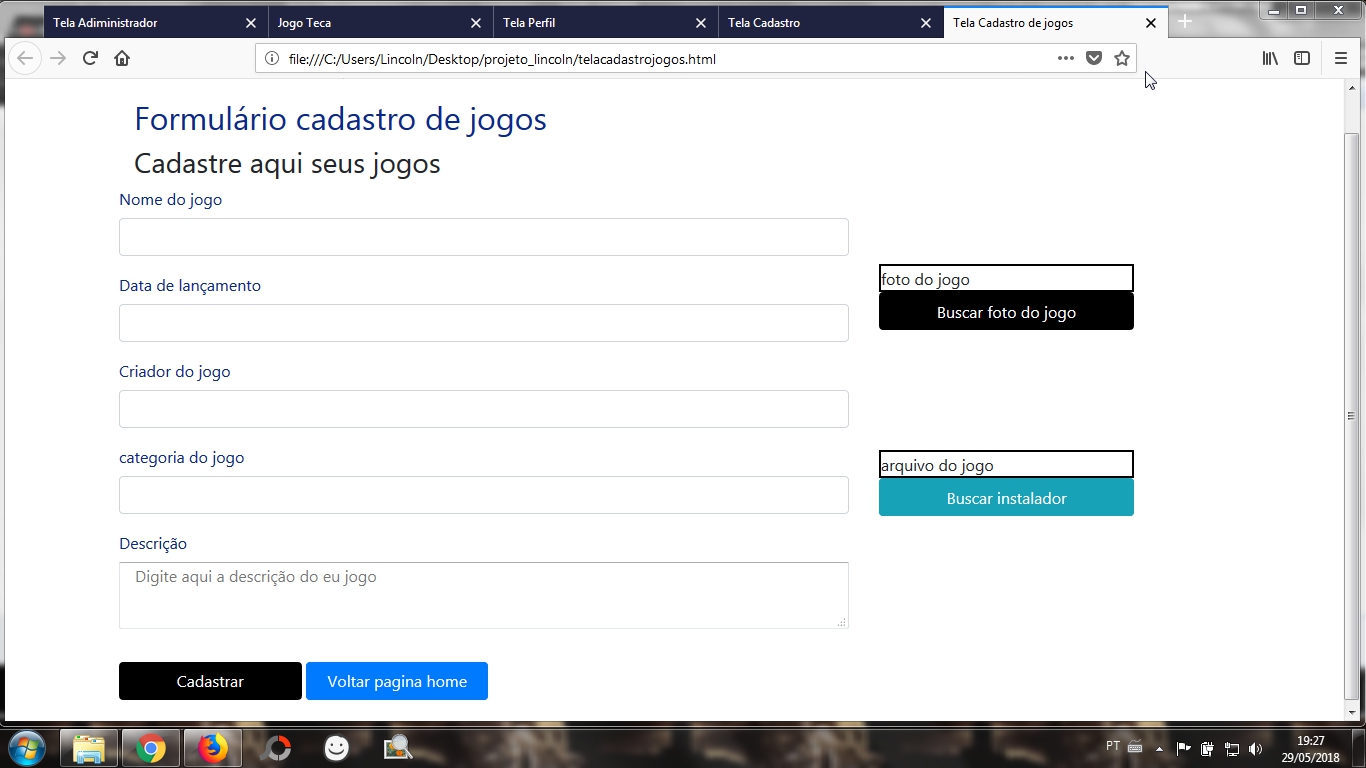 Tela Adiministrador
Jogo Teca
Tela Perfil
Tela Cadastro
Tela Cadastro de jogos
file:///C:/Users/Lincoln/Desktop/projeto_lincoln/telacadastrojogos.html
Formulário cadastro de jogos
Cadastre aqui seus jogos
Nome do jogo
Data de lançamento
foto do jogo
Buscar foto do jogo
Criador do jogo
categoria do jogo
arquivo do jogo
Buscar instalador
Descrição
Digite aqui a descrição do eu jogo
Cadastrar
Voltar pagina home
PT
19:27
29/05/2018